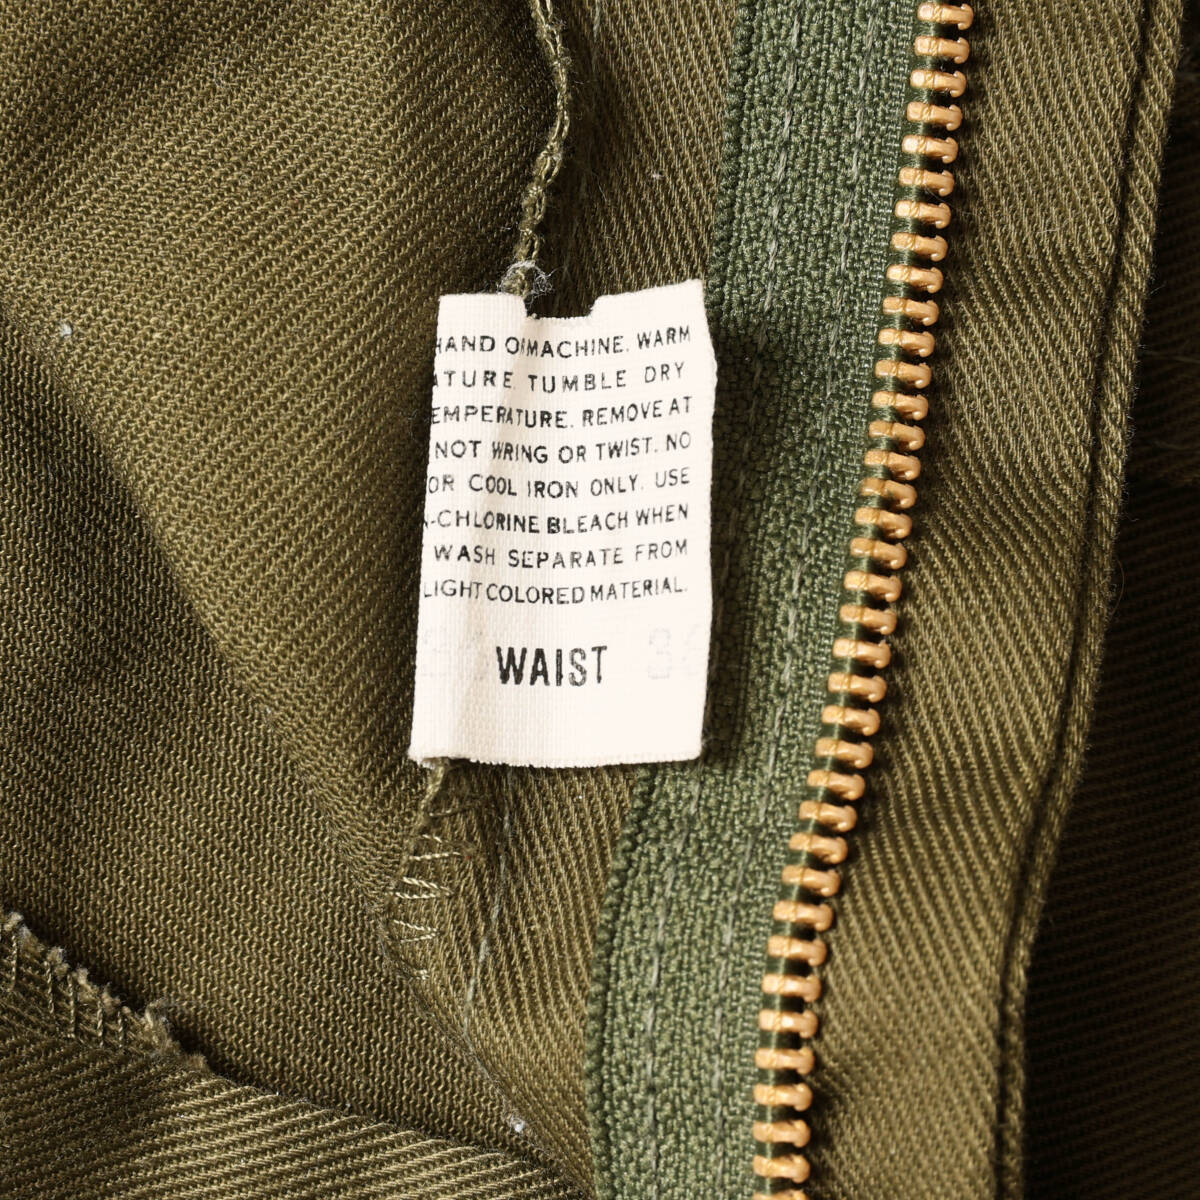 HAND OR MACHINE. WARM
ATURE. TUMBLE DRY
EMPERATURE. REMOVE AT
NOT WRING OR TWIST. NO
OR COOL IRON ONLY. USE
N-CHLORINE BLEACH WHEN
WASH SEPARATE FROM
LIGHT COLORED MATERIAL.
WAIST